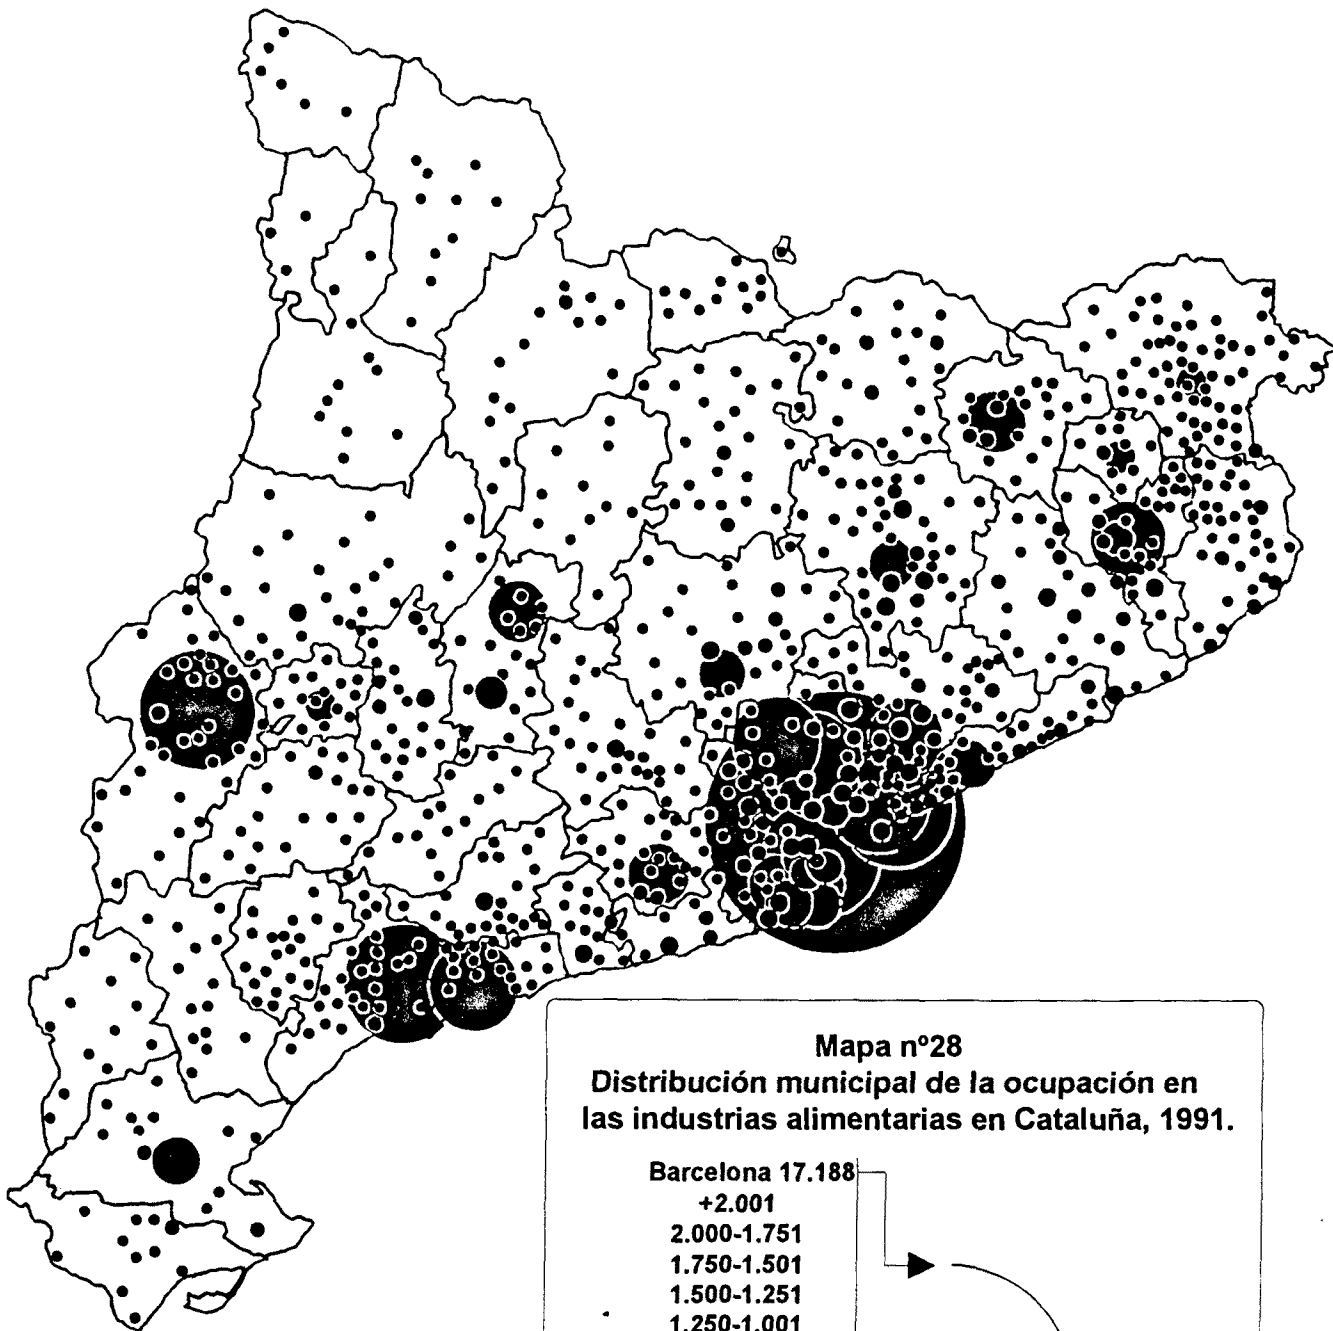 Mapa nº28
Distribución municipal de la ocupación en
las industrias alimentarias en Cataluña, 1991.
Barcelona 17.188
+2.001
2.000-1.751
1.750-1.501
1.500-1.251
1.250-1.001